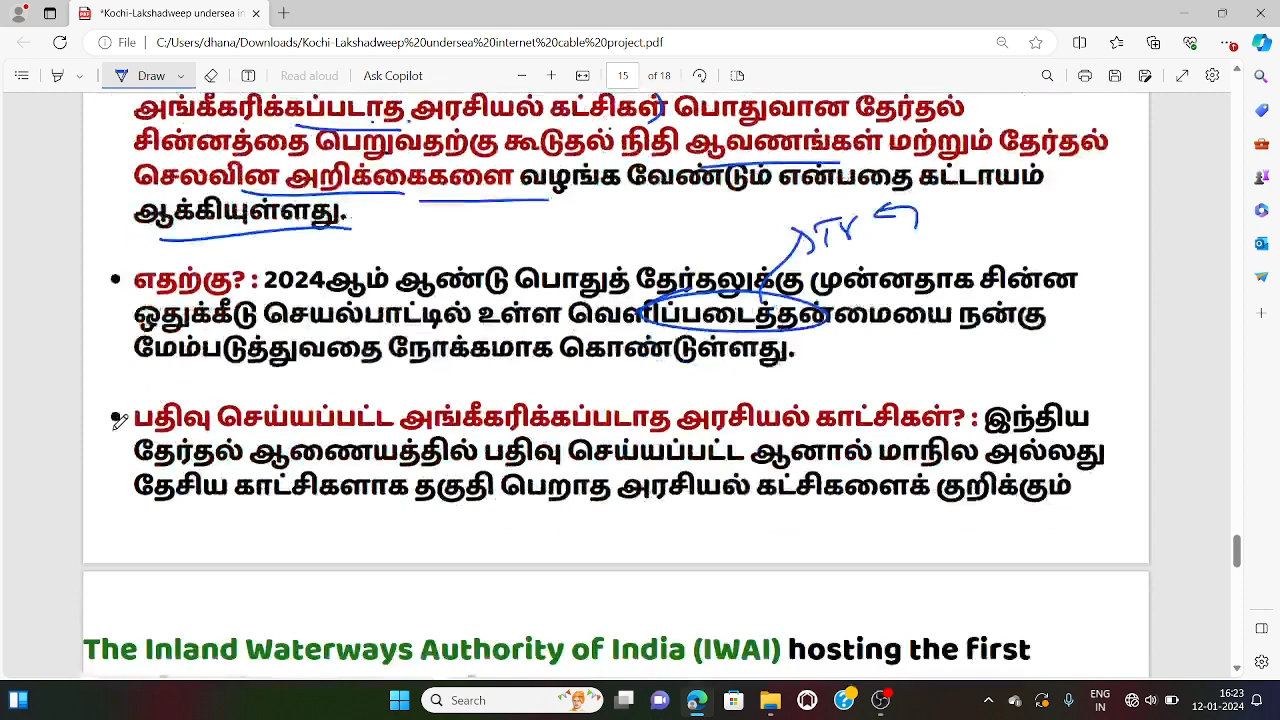 *Kochi-Lakshadweep undersea in
File C:/Users/dhana/Downloads/Kochi-Lakshadweep%20undersea%20internet%20cable%20project.pdf
Draw Read aloud Ask Copilot 15 of 18
அங்கீகரிக்கப்படாத அரசியல் கட்சிகள் பொதுவான தேர்தல்
சின்னத்தை பெறுவதற்கு கூடுதல் நிதி ஆவணங்கள் மற்றும் தேர்தல்
செலவின அறிக்கைகளை வழங்க வேண்டும் என்பதை கட்டாயம்
ஆக்கியுள்ளது.
எதற்கு? : 2024ஆம் ஆண்டு பொதுத் தேர்தலுக்கு முன்னதாக சின்ன
ஒதுக்கீடு செயல்பாட்டில் உள்ள வெளிப்படைத்தன்மையை நன்கு
மேம்படுத்துவதை நோக்கமாக கொண்டுள்ளது.
பதிவு செய்யப்பட்ட அங்கீகரிக்கப்படாத அரசியல் காட்சிகள்? : இந்திய
தேர்தல் ஆணையத்தில் பதிவு செய்யப்பட்ட ஆனால் மாநில அல்லது
தேசிய காட்சிகளாக தகுதி பெறாத அரசியல் கட்சிகளைக் குறிக்கும்
The Inland Waterways Authority of India (IWAI) hosting the first
Search
ENG
IN
16:23
12-01-2024